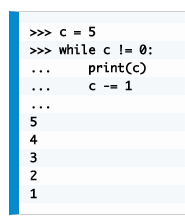 >>> c = 5
>>> while c != 0:
...     print(c)
...     c -= 1
...
5
4
3
2
1